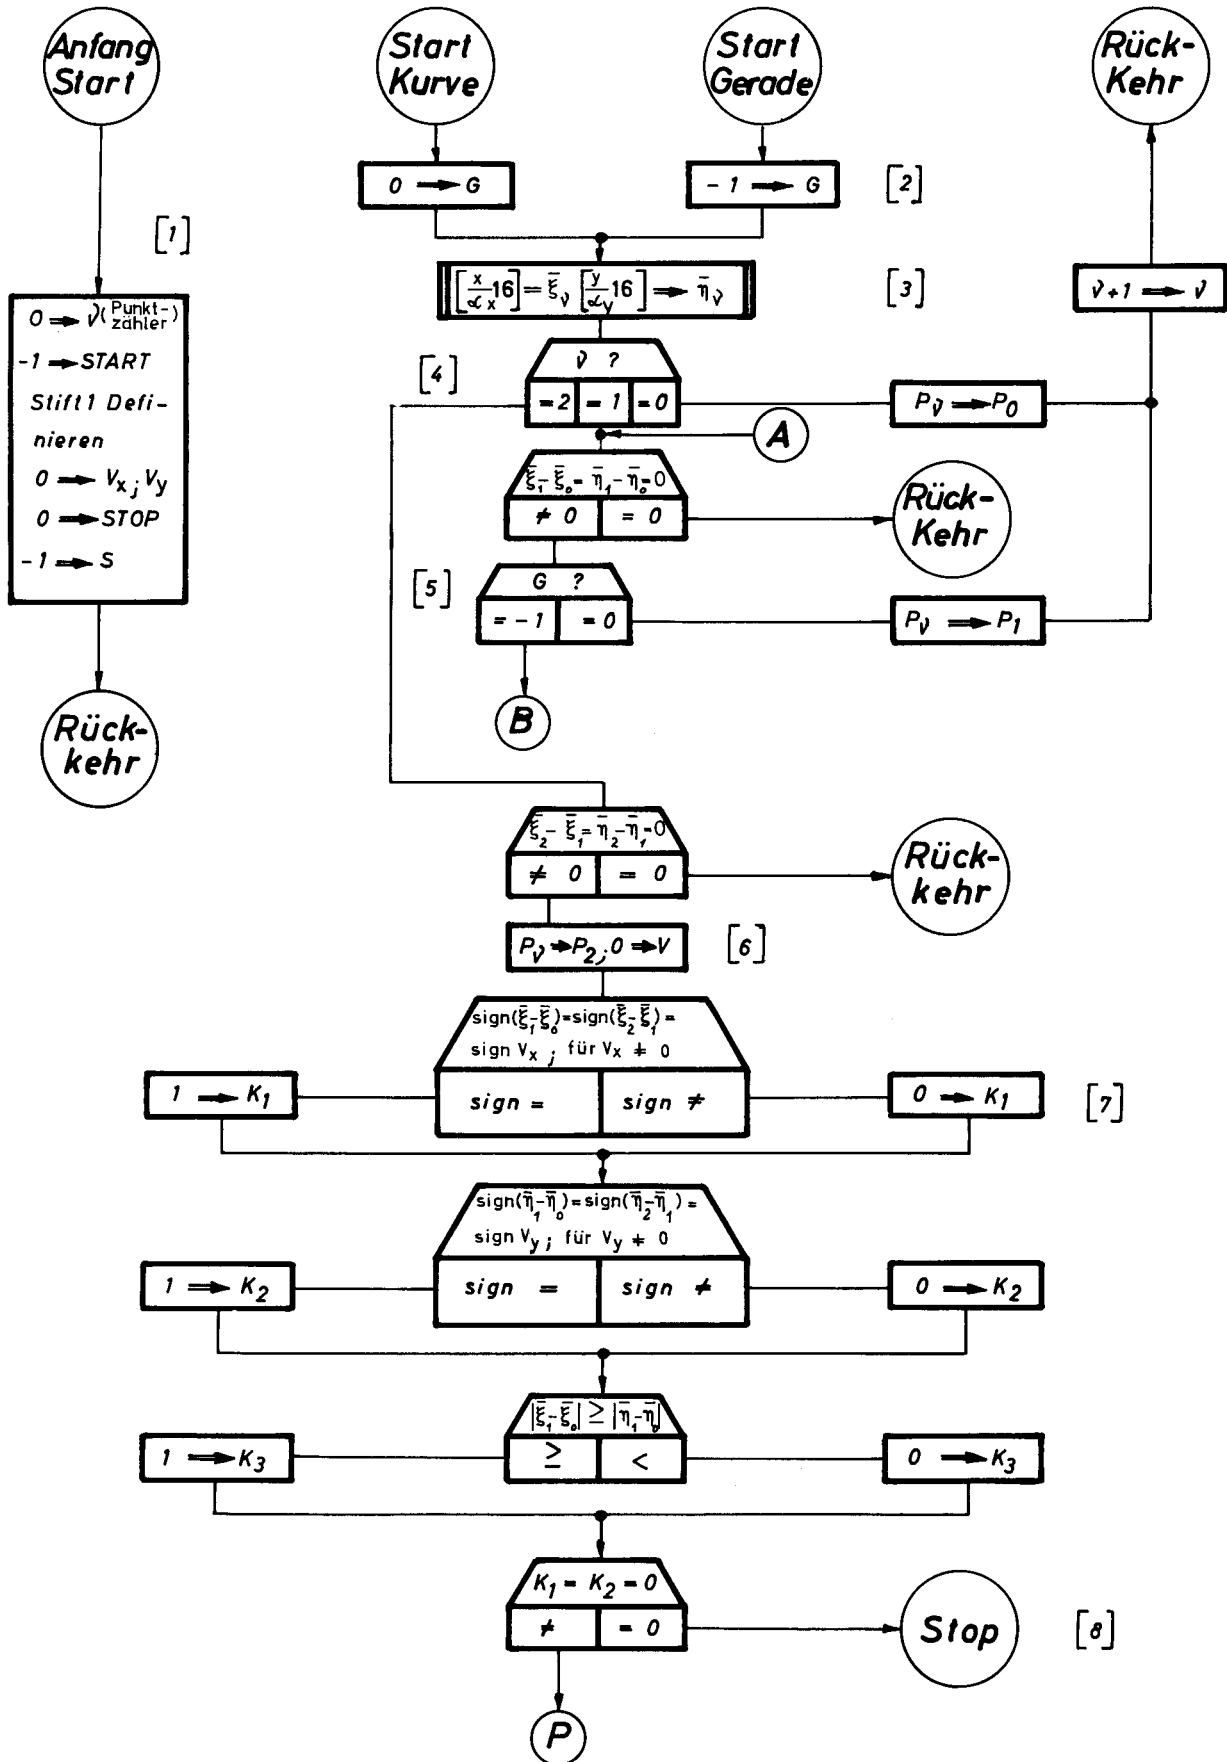 Anfang
Start
Start
Kurve
Start
Gerade
Rück-
Kehr
0 ⟹ G
-1 ⟹ G
[2]
[1]
[x/αx 16] = ξ̄ν [y/αy 16] ⟹ η̄ν
[3]
ν+1 ⟹ ν
0 ⟹ ν (Punkt-
zähler)
-1 ⟹ START
Stift 1 Defi-
nieren
0 ⟹ Vx; Vy
0 ⟹ STOP
-1 ⟹ S
[4]
ν ?
= 2 = 1 = 0
Pν ⟹ P0
A
ξ̄1 - ξ̄0 = η̄1 - η̄0 = 0
≠ 0 = 0
Rück-
Kehr
[5]
G ?
= -1 = 0
Pν ⟹ P1
B
Rück-
kehr
ξ̄2 - ξ̄1 = η̄2 - η̄1 = 0
≠ 0 = 0
Rück-
kehr
Pν ⟹ P2; 0 ⟹ V
[6]
sign(ξ̄1-ξ̄0) = sign(ξ̄2-ξ̄1) =
sign Vx; für Vx ≠ 0
1 ⟹ K1
sign =
sign ≠
0 ⟹ K1
[7]
sign(η̄1-η̄0) = sign(η̄2-η̄1) =
sign Vy; für Vy ≠ 0
1 ⟹ K2
sign =
sign ≠
0 ⟹ K2
|ξ̄1-ξ̄0| ≥ |η̄1-η̄0|
1 ⟹ K3
≥ <
0 ⟹ K3
K1 = K2 = 0
≠ = 0
Stop
[8]
P